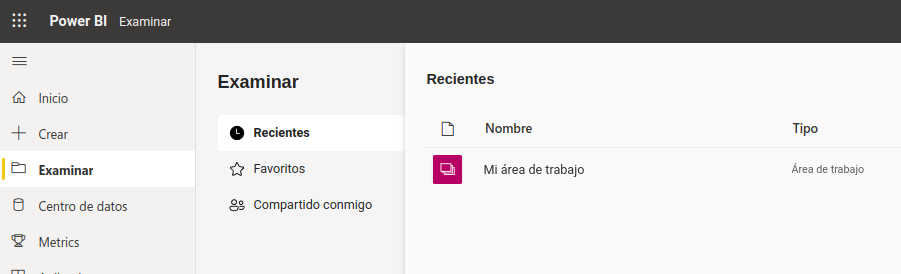 Power BI Examinar
Inicio
Crear
Examinar
Centro de datos
Metrics
Examinar
Recientes
Favoritos
Compartido conmigo
Recientes
Nombre Tipo
Mi área de trabajo Área de trabajo